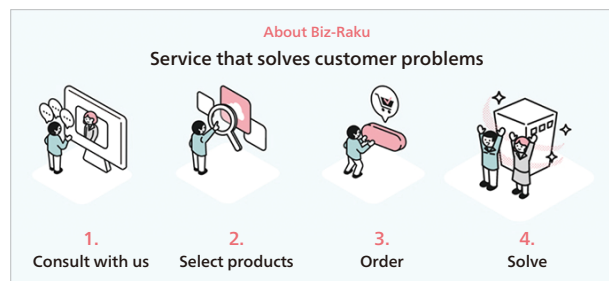 About Biz-Raku
Service that solves customer problems
1.
Consult with us
2.
Select products
3.
Order
4.
Solve